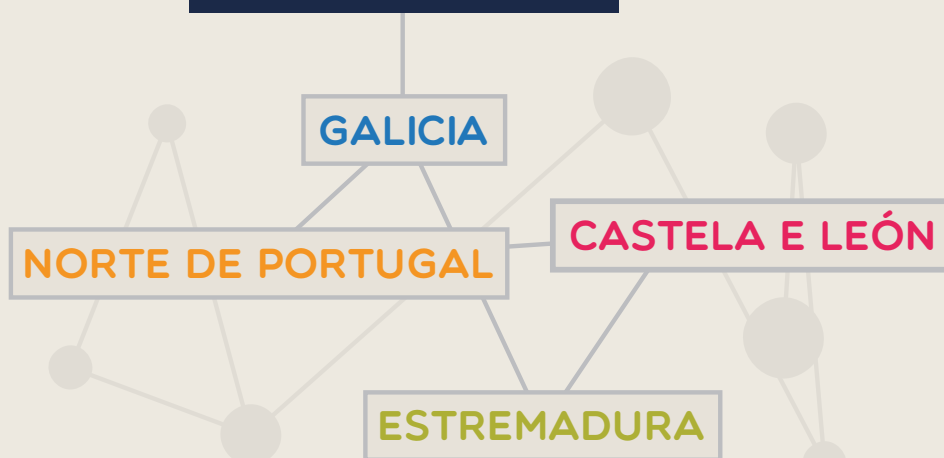 GALICIA
CASTELA E LEÓN
NORTE DE PORTUGAL
ESTREMADURA